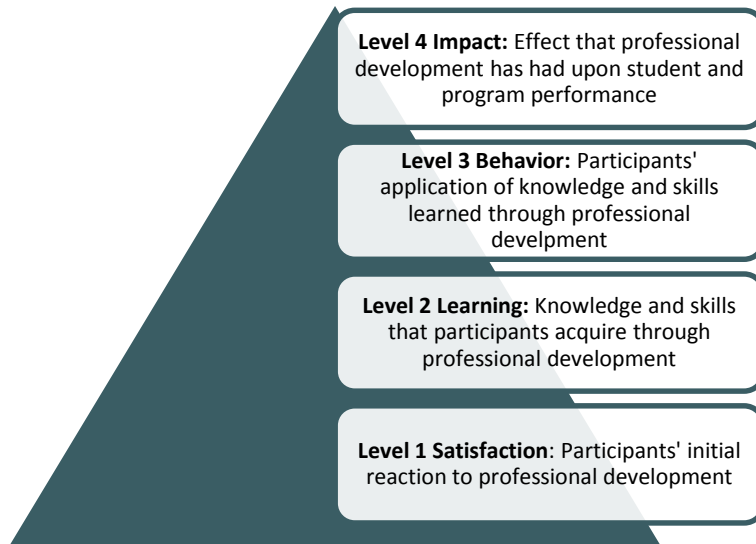 Level 4 Impact: Effect that professional
development has had upon student and
program performance
Level 3 Behavior: Participants'
application of knowledge and skills
learned through professional
develpment
Level 2 Learning: Knowledge and skills
that participants acquire through
professional development
Level 1 Satisfaction: Participants' initial
reaction to professional development